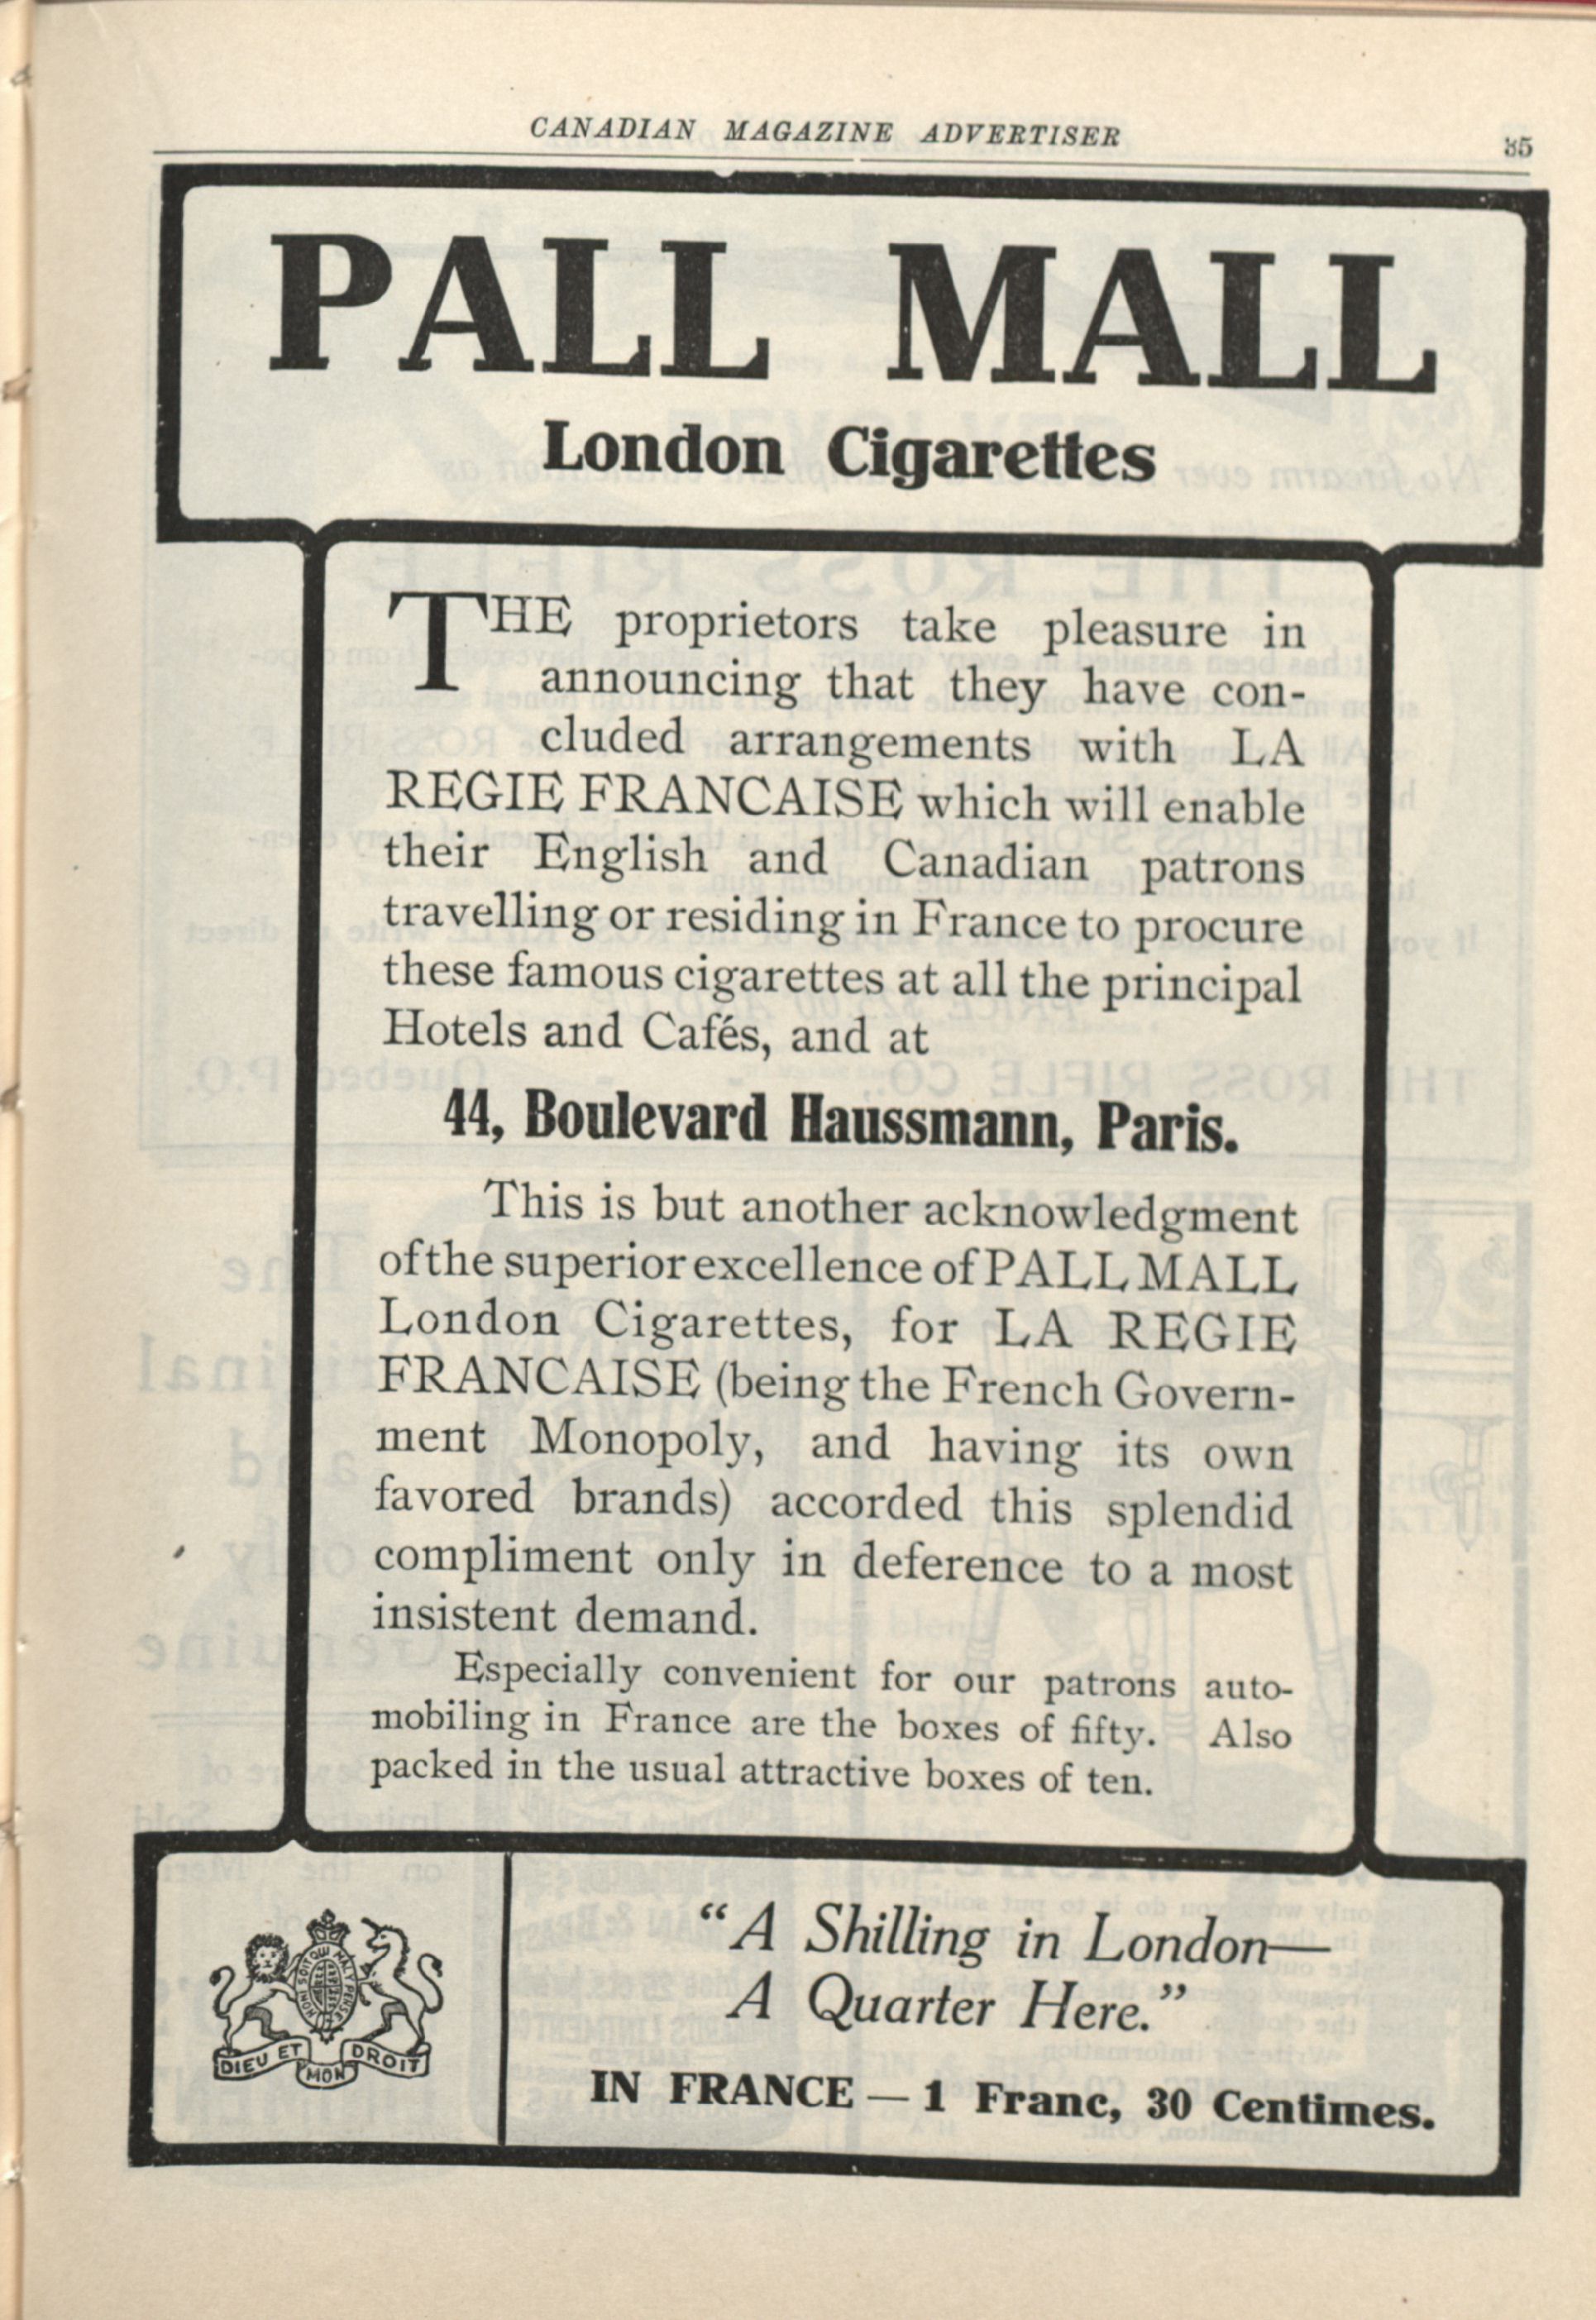 CANADIAN MAGAZINE ADVERTISER
35
PALL MALL
London Cigarettes
THE proprietors take pleasure in
announcing that they have con-
cluded arrangements with LA
REGIE FRANCAISE which will enable
their English and Canadian patrons
travelling or residing in France to procure
these famous cigarettes at all the principal
Hotels and Cafés, and at
44, Boulevard Haussmann, Paris.
This is but another acknowledgment
of the superior excellence of PALL MALL
London Cigarettes, for LA REGIE
FRANCAISE (being the French Govern-
ment Monopoly, and having its own
favored brands) accorded this splendid
compliment only in deference to a most
insistent demand.
Especially convenient for our patrons auto-
mobiling in France are the boxes of fifty. Also
packed in the usual attractive boxes of ten.
HONI SOIT QUI MAL Y PENSE
DIEU ET MON DROIT
“A Shilling in London—
A Quarter Here.”
IN FRANCE — 1 Franc, 30 Centimes.